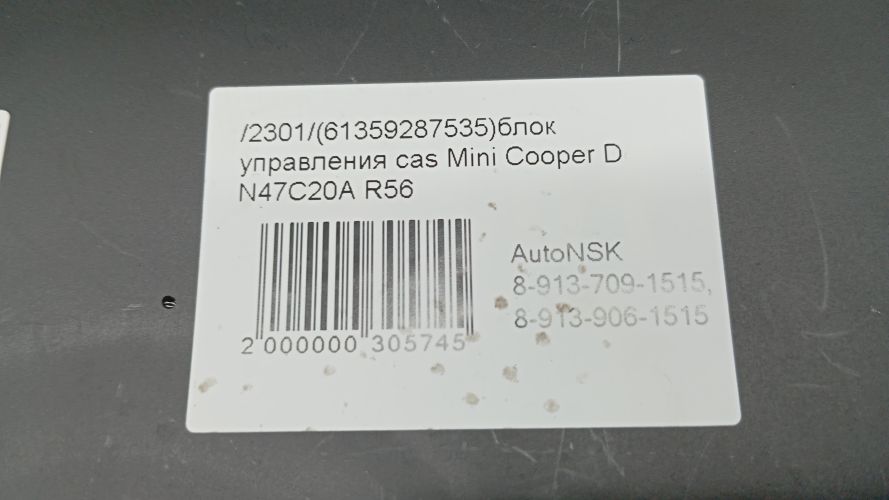 /2301/(61359287535)блок
управления cas Mini Cooper D
N47C20A R56
AutoNSK
8-913-709-1515,
8-913-906-1515
2 000000 305745